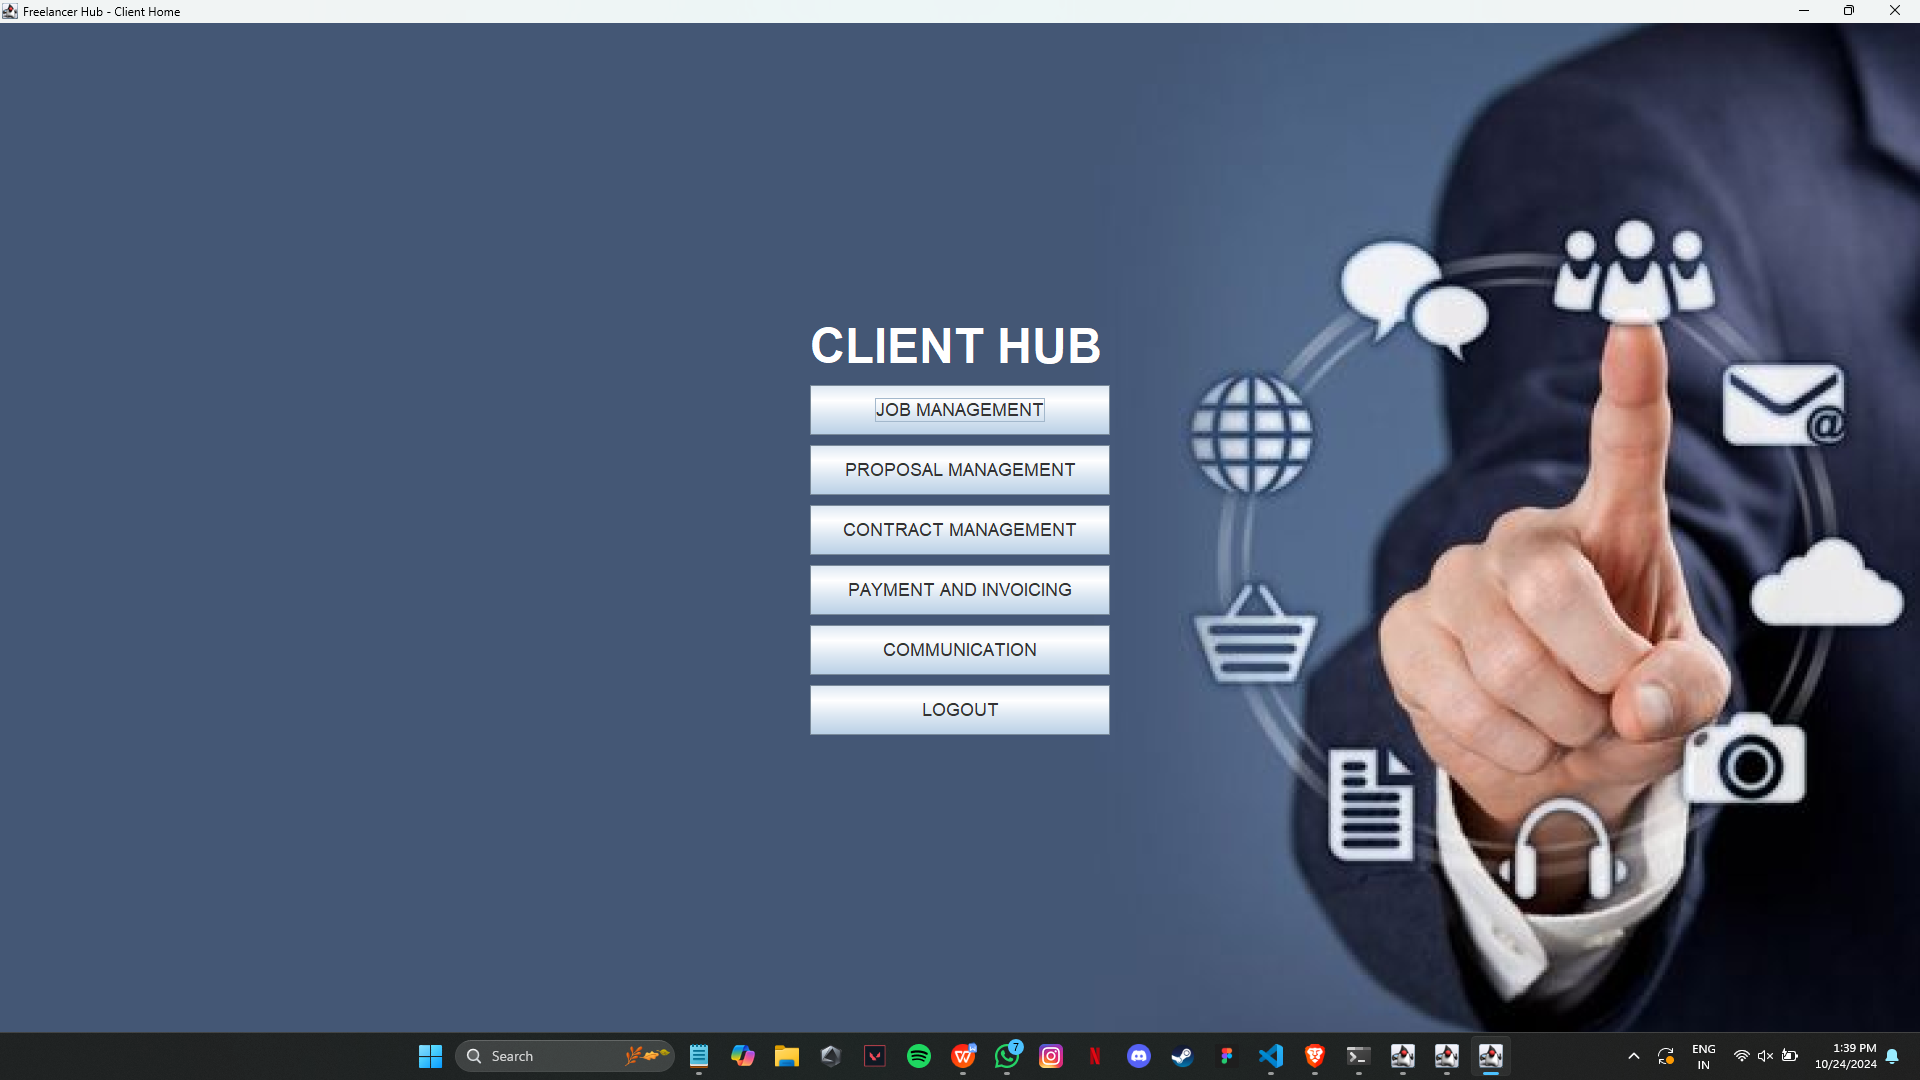 Freelancer Hub - Client Home
CLIENT HUB
JOB MANAGEMENT
PROPOSAL MANAGEMENT
CONTRACT MANAGEMENT
PAYMENT AND INVOICING
COMMUNICATION
LOGOUT
@
Search
7
ENG
IN
1:39 PM
10/24/2024